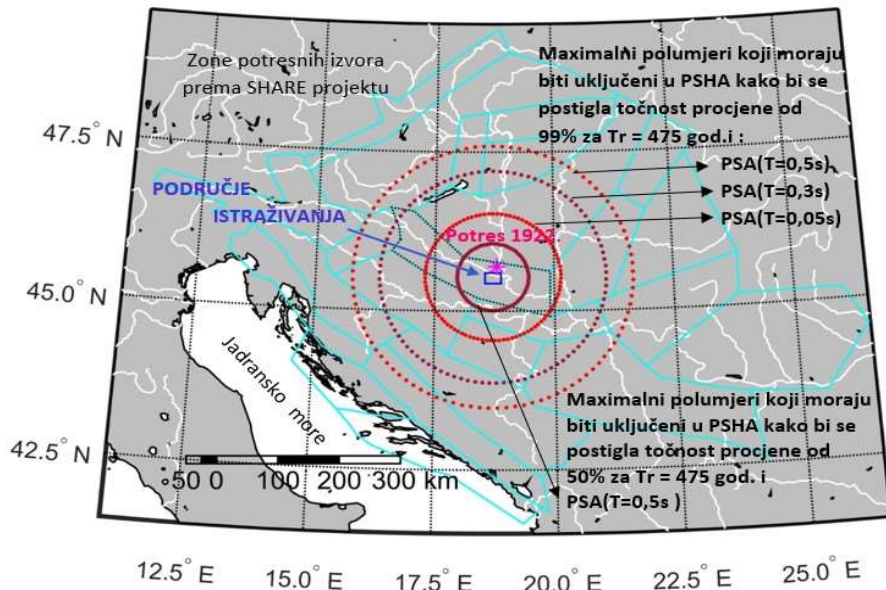 Zone potresnih izvora
prema SHARE projektu
Maximalni polumjeri koji moraju
biti uključeni u PSHA kako bi se
postigla točnost procjene od
99% za Tr = 475 god.i :
PSA(T=0,5s)
PSA(T=0,3s)
PSA(T=0,05s)
47.5° N
PODRUČJE
ISTRAŽIVANJA
Potres 1922
45.0° N
Jadransko more
Maximalni polumjeri koji moraju
biti uključeni u PSHA kako bi se
postigla točnost procjene od
50% za Tr = 475 god. i
PSA(T=0,5s )
42.5° N
50 0 100 200 300 km
12.5° E 15.0° E 17.5° E 20.0° E 22.5° E 25.0° E